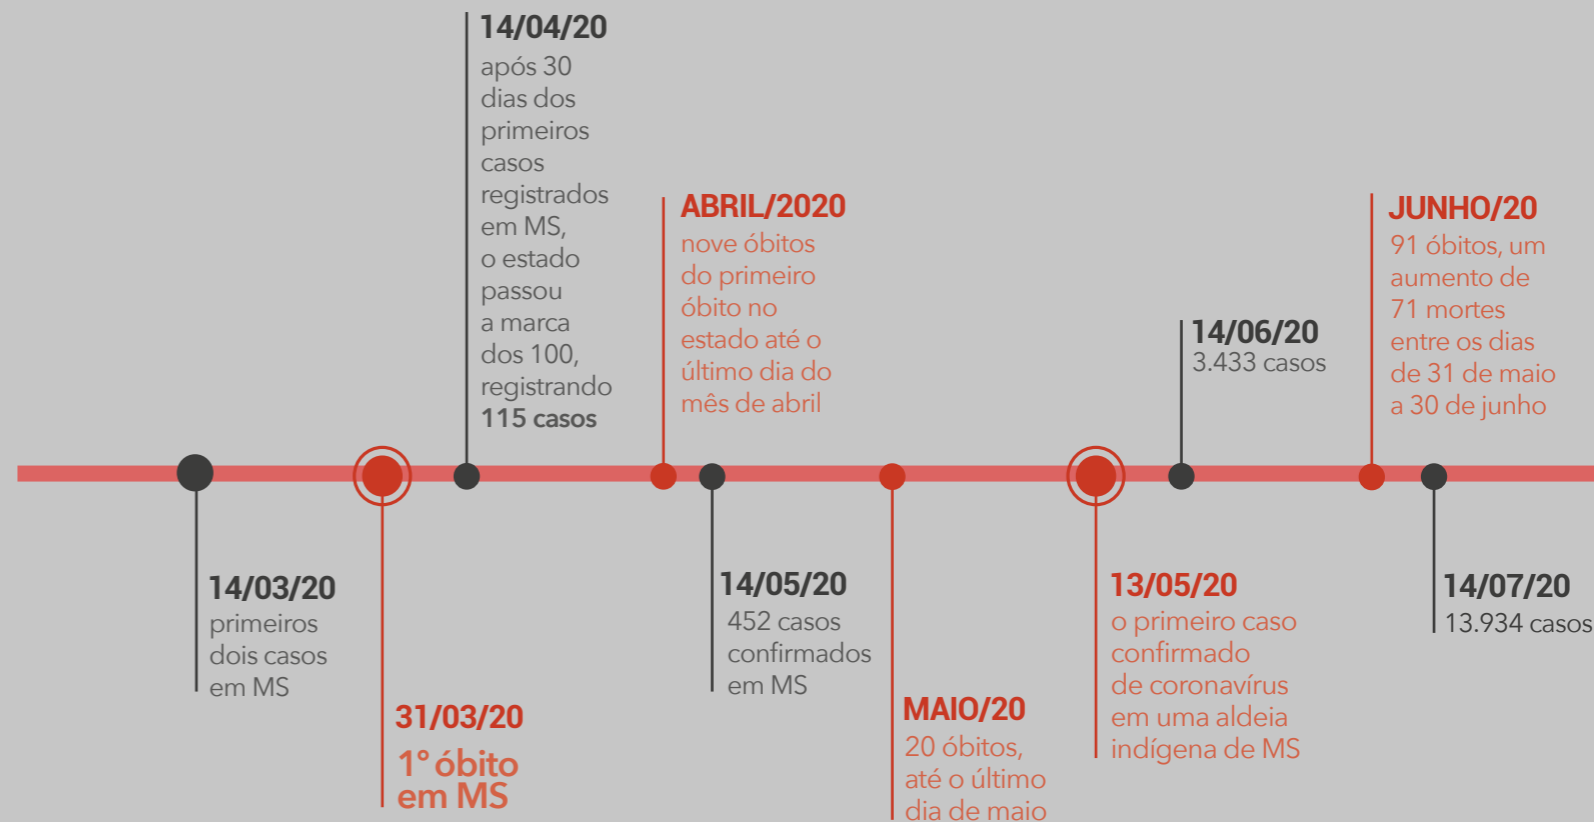 14/03/20
primeiros
dois casos
em MS
31/03/20
1° óbito
em MS
14/04/20
após 30
dias dos
primeiros
casos
registrados
em MS,
o estado
passou
a marca
dos 100,
registrando
115 casos
ABRIL/2020
nove óbitos
do primeiro
óbito no
estado até o
último dia do
mês de abril
14/05/20
452 casos
confirmados
em MS
MAIO/20
20 óbitos,
até o último
dia de maio
13/05/20
o primeiro caso
confirmado
de coronavírus
em uma aldeia
indígena de MS
14/06/20
3.433 casos
JUNHO/20
91 óbitos, um
aumento de
71 mortes
entre os dias
de 31 de maio
a 30 de junho
14/07/20
13.934 casos